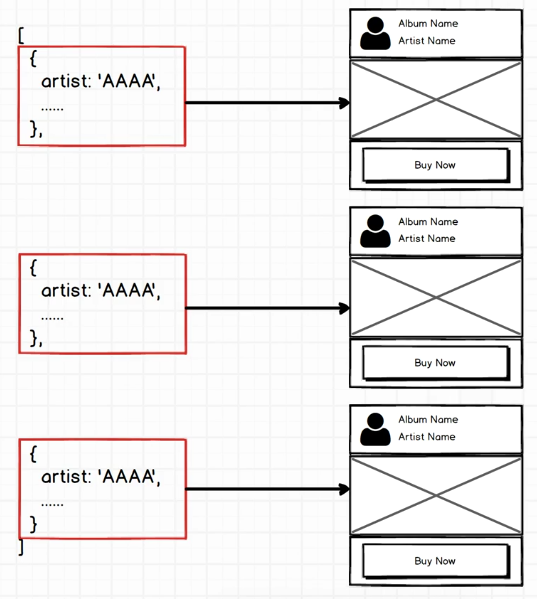 [
{
artist: 'AAAA',
......
},
Album Name
Artist Name
Buy Now
{
artist: 'AAAA',
......
},
Album Name
Artist Name
Buy Now
{
artist: 'AAAA',
......
}
]
Album Name
Artist Name
Buy Now